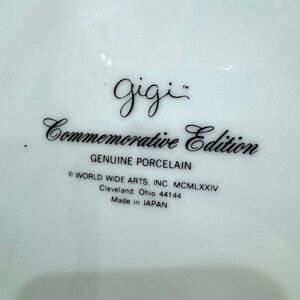 gigi™
Commemorative Edition
GENUINE PORCELAIN
© WORLD WIDE ARTS, INC. MCMLXXIV
Cleveland, Ohio 44144
Made in JAPAN